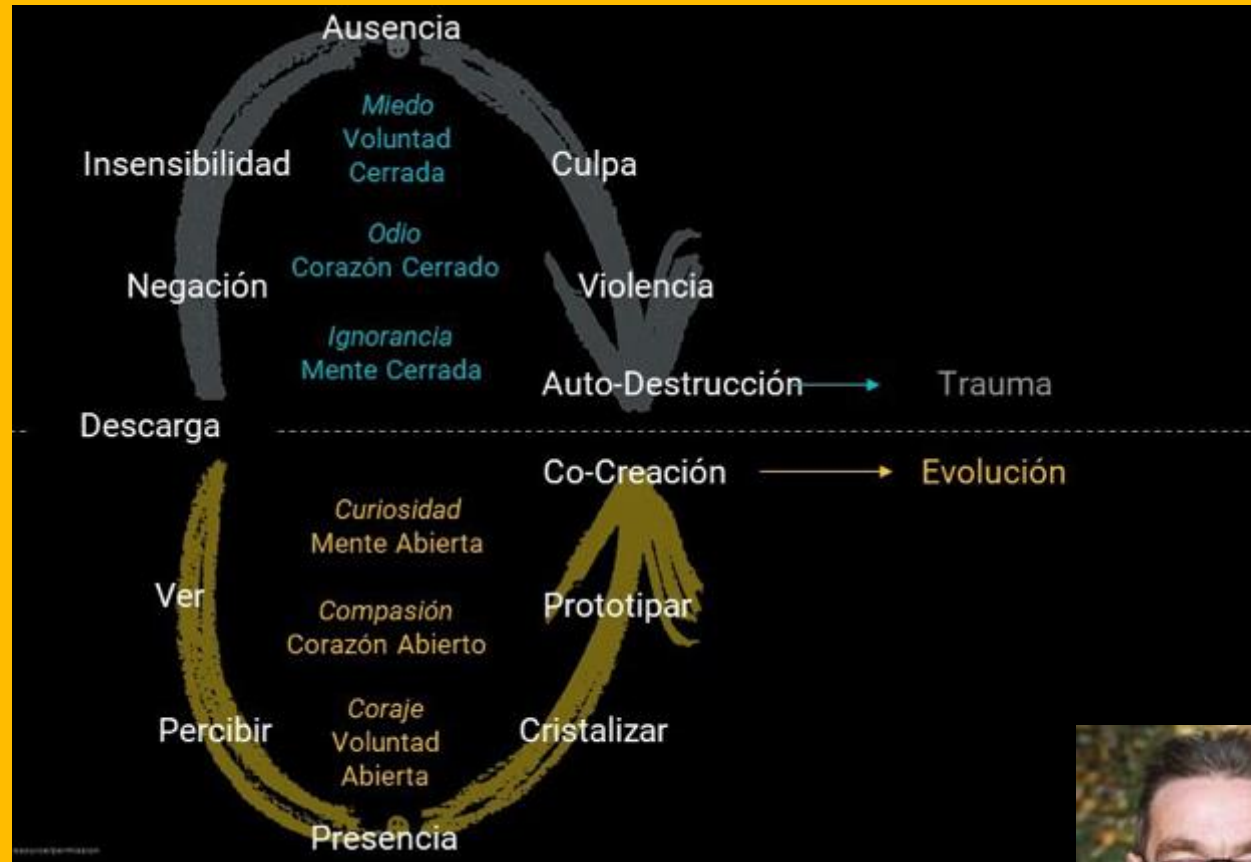 Ausencia
Miedo
Voluntad
Cerrada
Insensibilidad
Culpa
Odio
Corazón Cerrado
Negación
Violencia
Ignorancia
Mente Cerrada
Auto-Destrucción
Trauma
Descarga
Co-Creación
Evolución
Curiosidad
Mente Abierta
Ver
Compasión
Corazón Abierto
Prototipar
Percibir
Coraje
Voluntad
Abierta
Cristalizar
Presencia